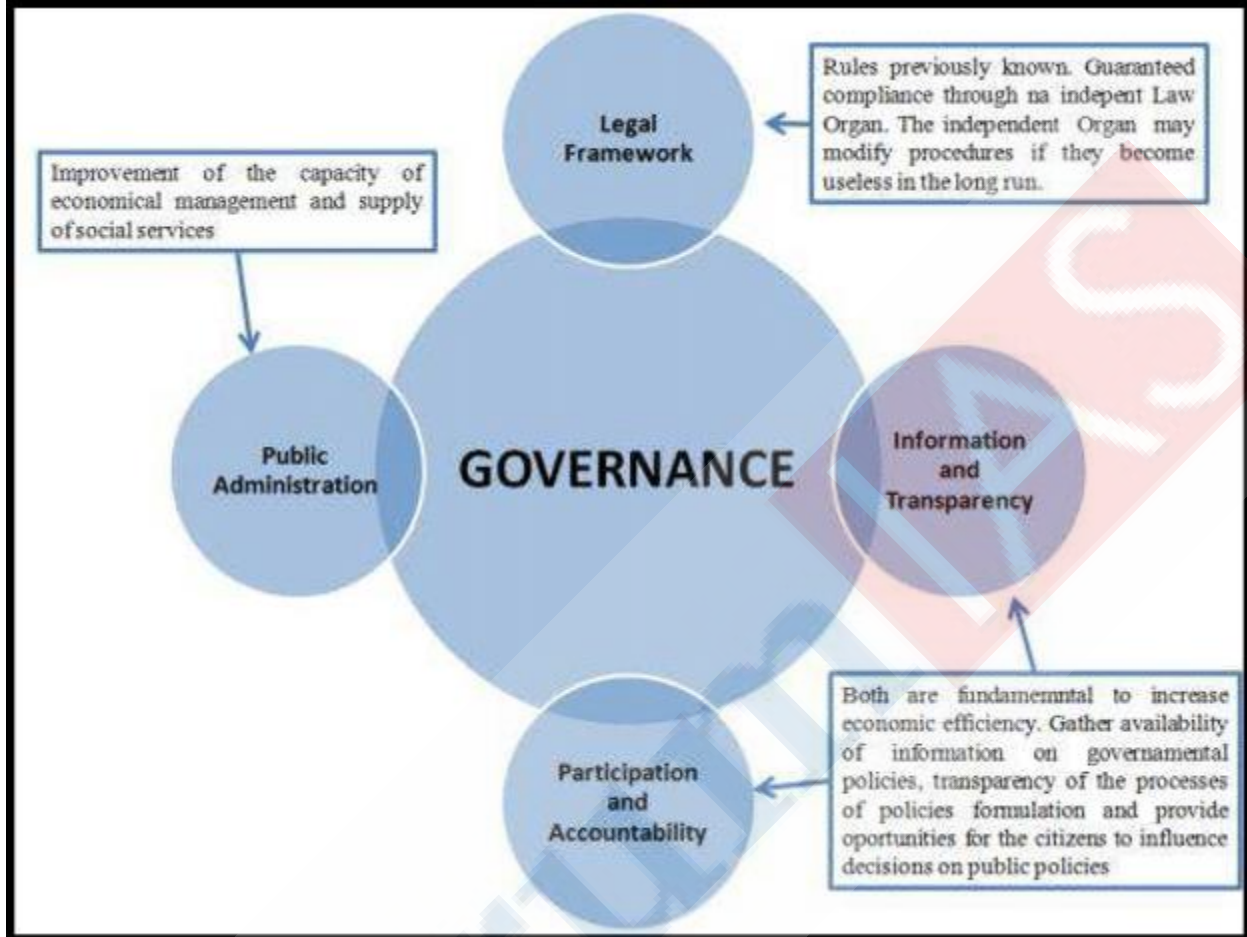 Legal
Framework
Rules previously known. Guaranteed
compliance through na indepent Law
Organ. The independent Organ may
modify procedures if they become
useless in the long run.
Improvement of the capacity of
economical management and supply
of social services
Public
Administration
GOVERNANCE
Information
and
Transparency
Participation
and
Accountability
Both are fundamemntal to increase
economic efficiency. Gather availability
of information on governamental
policies, transparency of the processes
of policies formulation and provide
oportunities for the citizens to influence
decisions on public policies
IAS